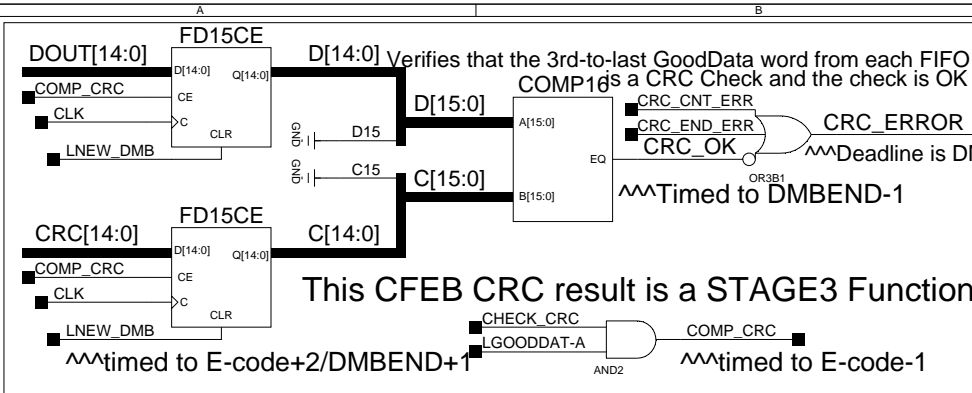 A
B
FD15CE
DOUT[14:0]
D[14:0]
Verifies that the 3rd-to-last GoodData word from each FIFO
is a CRC Check and the check is OK
D[14:0]
Q[14:0]
COMP_CRC
CE
CLK
C
CLR
LNEW_DMB
GND
D15
GND
C15
D[15:0]
C[15:0]
COMP16
A[15:0]
EQ
B[15:0]
CRC_CNT_ERR
CRC_END_ERR
CRC_OK
OR3B1
CRC_ERROR
^^^Deadline is
^^^Timed to DMBEND-1
FD15CE
CRC[14:0]
C[14:0]
D[14:0]
Q[14:0]
COMP_CRC
CE
CLK
C
CLR
LNEW_DMB
^^^timed to E-code+2/DMBEND+1
This CFEB CRC result is a STAGE3 Function
CHECK_CRC
LGOODDAT-A
AND2
COMP_CRC
^^^timed to E-code-1